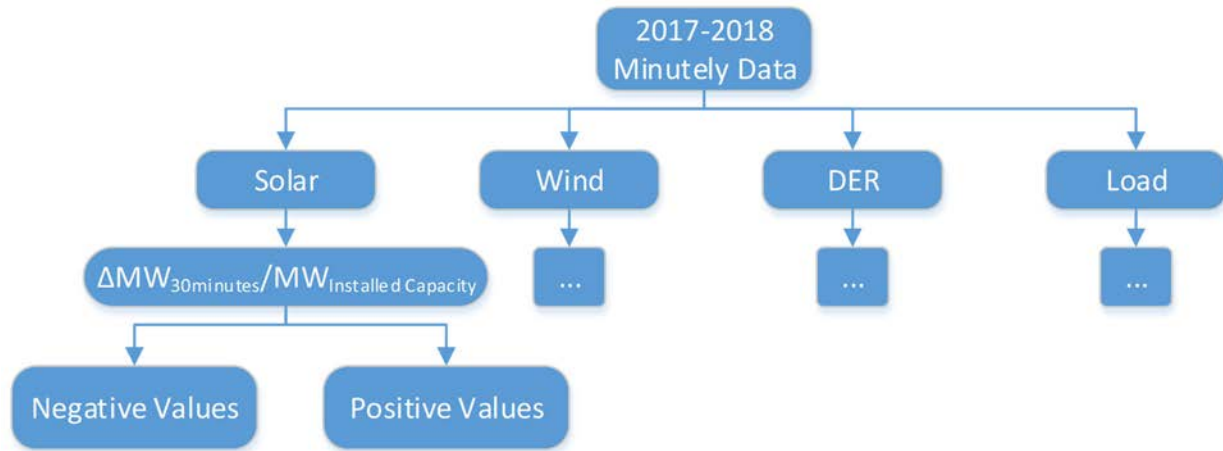 2017-2018
Minutely Data
Solar
Wind
DER
Load
ΔMW30minutes/MWInstalled Capacity
...
...
...
Negative Values
Positive Values